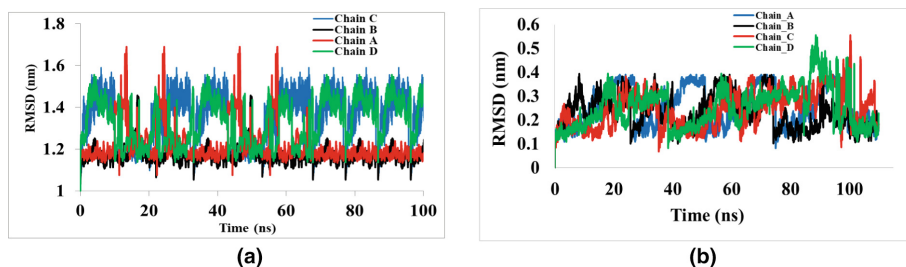 1.8
1.6
1.4
1.2
1
RMSD (nm)
Chain C
Chain B
Chain A
Chain D
0 20 40 60 80 100
Time (ns)
(a)
0.6
0.5
0.4
0.3
0.2
0.1
0
RMSD (nm)
Chain_A
Chain_B
Chain_C
Chain_D
0 20 40 60 80 100
Time (ns)
(b)